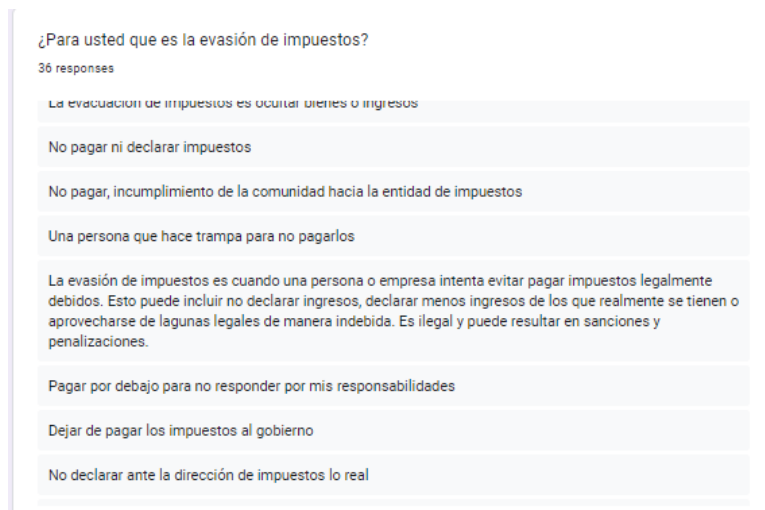 ¿Para usted que es la evasión de impuestos?
36 responses
La evacuación de impuestos es ocultar bienes o ingresos
No pagar ni declarar impuestos
No pagar, incumplimiento de la comunidad hacia la entidad de impuestos
Una persona que hace trampa para no pagarlos
La evasión de impuestos es cuando una persona o empresa intenta evitar pagar impuestos legalmente
debidos. Esto puede incluir no declarar ingresos, declarar menos ingresos de los que realmente se tienen o
aprovecharse de lagunas legales de manera indebida. Es ilegal y puede resultar en sanciones y
penalizaciones.
Pagar por debajo para no responder por mis responsabilidades
Dejar de pagar los impuestos al gobierno
No declarar ante la dirección de impuestos lo real